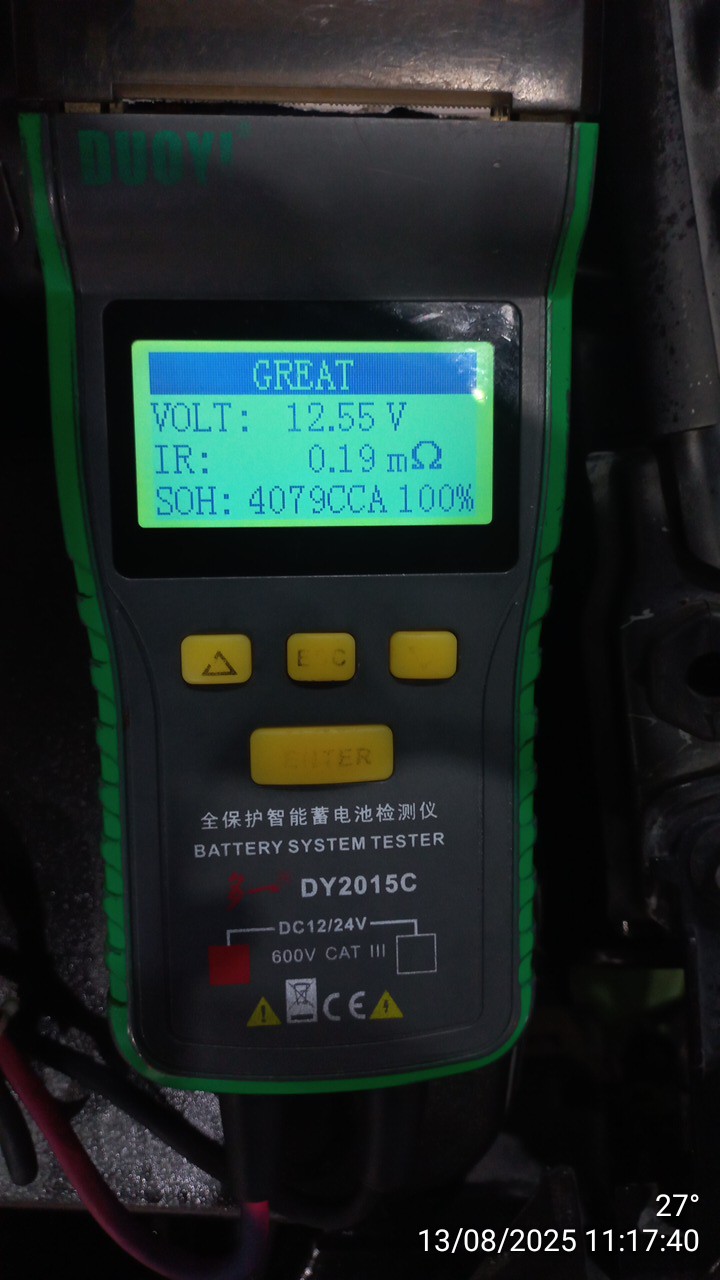 DUOYI®
GREAT
VOLT: 12.55 V
IR: 0.19 mΩ
SOH: 4079CCA 100%
E C
ENTER
全保护智能蓄电池检测仪
BATTERY SYSTEM TESTER
DY2015C
DC12/24V
600V CAT III
CE
27°
13/08/2025 11:17:40